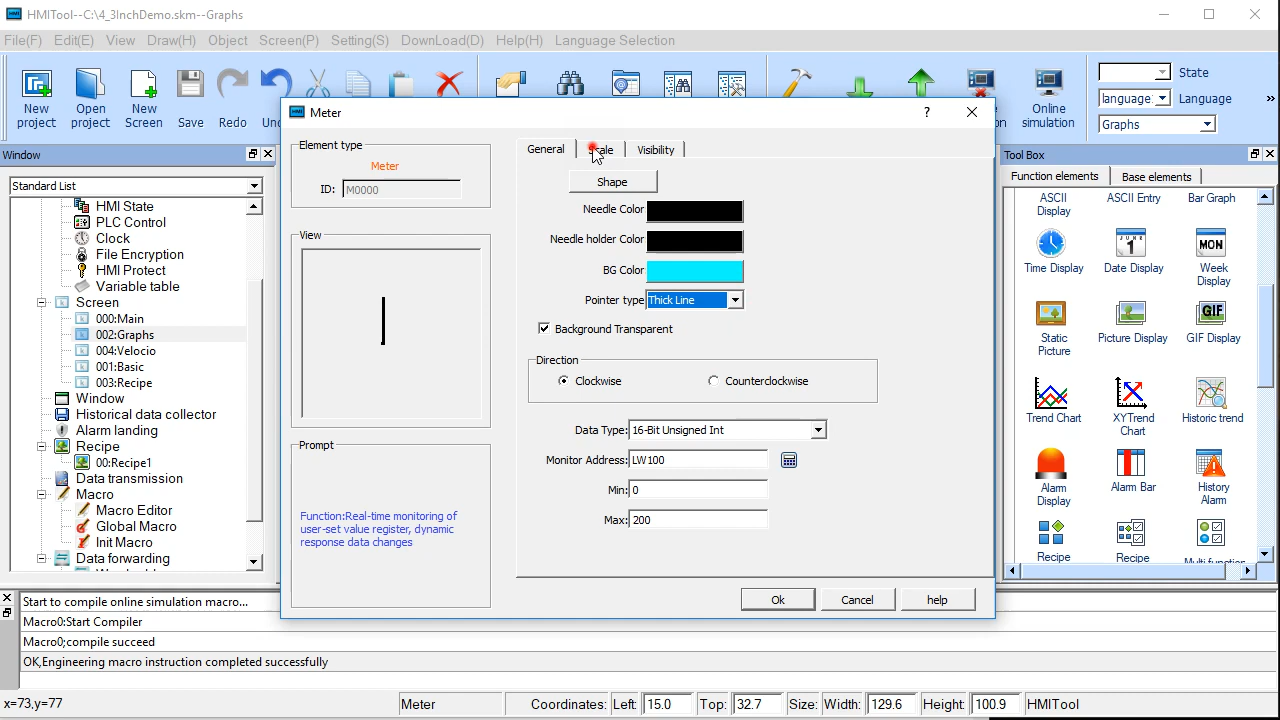 HMITool--C:\4_3InchDemo.skm--Graphs
File(F) Edit(E) View Draw(H) Object Screen(P) Setting(S) DownLoad(D) Help(H) Language Selection
New project
Open project
New Screen
Save
Redo
Online simulation
State
language: Language
Graphs
»
Window
Standard List
HMI State
PLC Control
Clock
File Encryption
HMI Protect
Variable table
Screen
000:Main
002:Graphs
004:Velocio
001:Basic
003:Recipe
Window
Historical data collector
Alarm landing
Recipe
00:Recipe1
Data transmission
Macro
Macro Editor
Global Macro
Init Macro
Data forwarding
Meter
?
Element type
Meter
ID: M0000
View
Prompt
Function:Real-time monitoring of
user-set value register, dynamic
response data changes
General Visibility
Shape
Needle Color
Needle holder Color
BG Color
Pointer type Thick Line
Background Transparent
Direction
Clockwise Counterclockwise
Data Type: 16-Bit Unsigned Int
Monitor Address: LW100
Min: 0
Max: 200
Ok Cancel help
Tool Box
Function elements Base elements
ASCII Display
ASCII Entry
Bar Graph
Time Display
1
Date Display
MON
Week Display
Static Picture
Picture Display
GIF
GIF Display
Trend Chart
XYTrend Chart
Historic trend
Alarm Display
Alarm Bar
History Alarm
Recipe
Recipe
Start to compile online simulation macro...
Macro0:Start Compiler
Macro0;compile succeed
OK,Engineering macro instruction completed successfully
x=73,y=77 Meter Coordinates: Left: 15.0 Top: 32.7 Size: Width: 129.6 Height: 100.9 HMITool